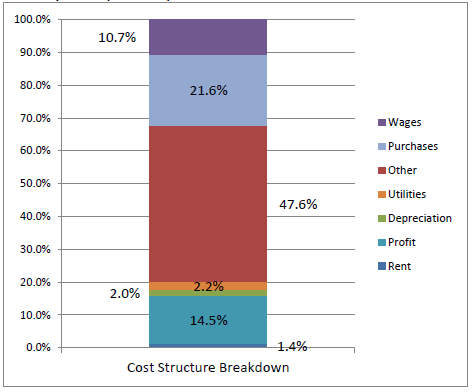 100.0%
90.0%
80.0%
70.0%
60.0%
50.0%
40.0%
30.0%
20.0%
10.0%
0.0%
10.7%
21.6%
47.6%
2.2%
2.0%
14.5%
1.4%
Cost Structure Breakdown
Wages
Purchases
Other
Utilities
Depreciation
Profit
Rent